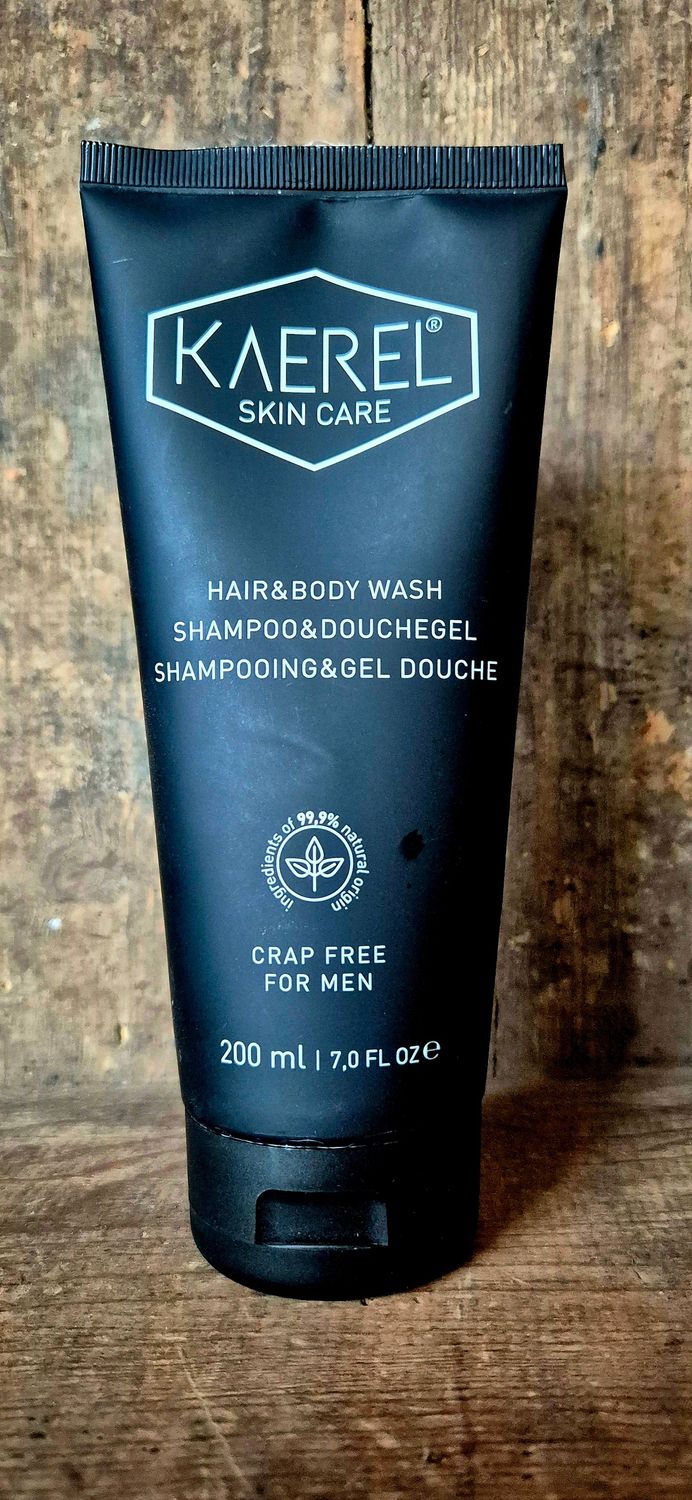 KAEREL®
SKIN CARE
HAIR&BODY WASH
SHAMPOO&DOUCHEGEL
SHAMPOOING&GEL DOUCHE
ingredients of 99,9% natural origin
CRAP FREE
FOR MEN
200 ml | 7,0 FL OZ ℮